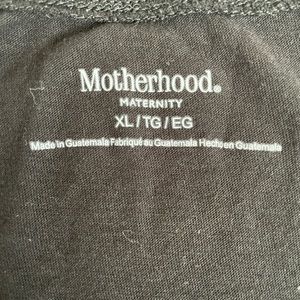 Motherhood®
MATERNITY
XL / TG / EG
Made in Guatemala Fabriqué au Guatemala Hecho en Guatemala